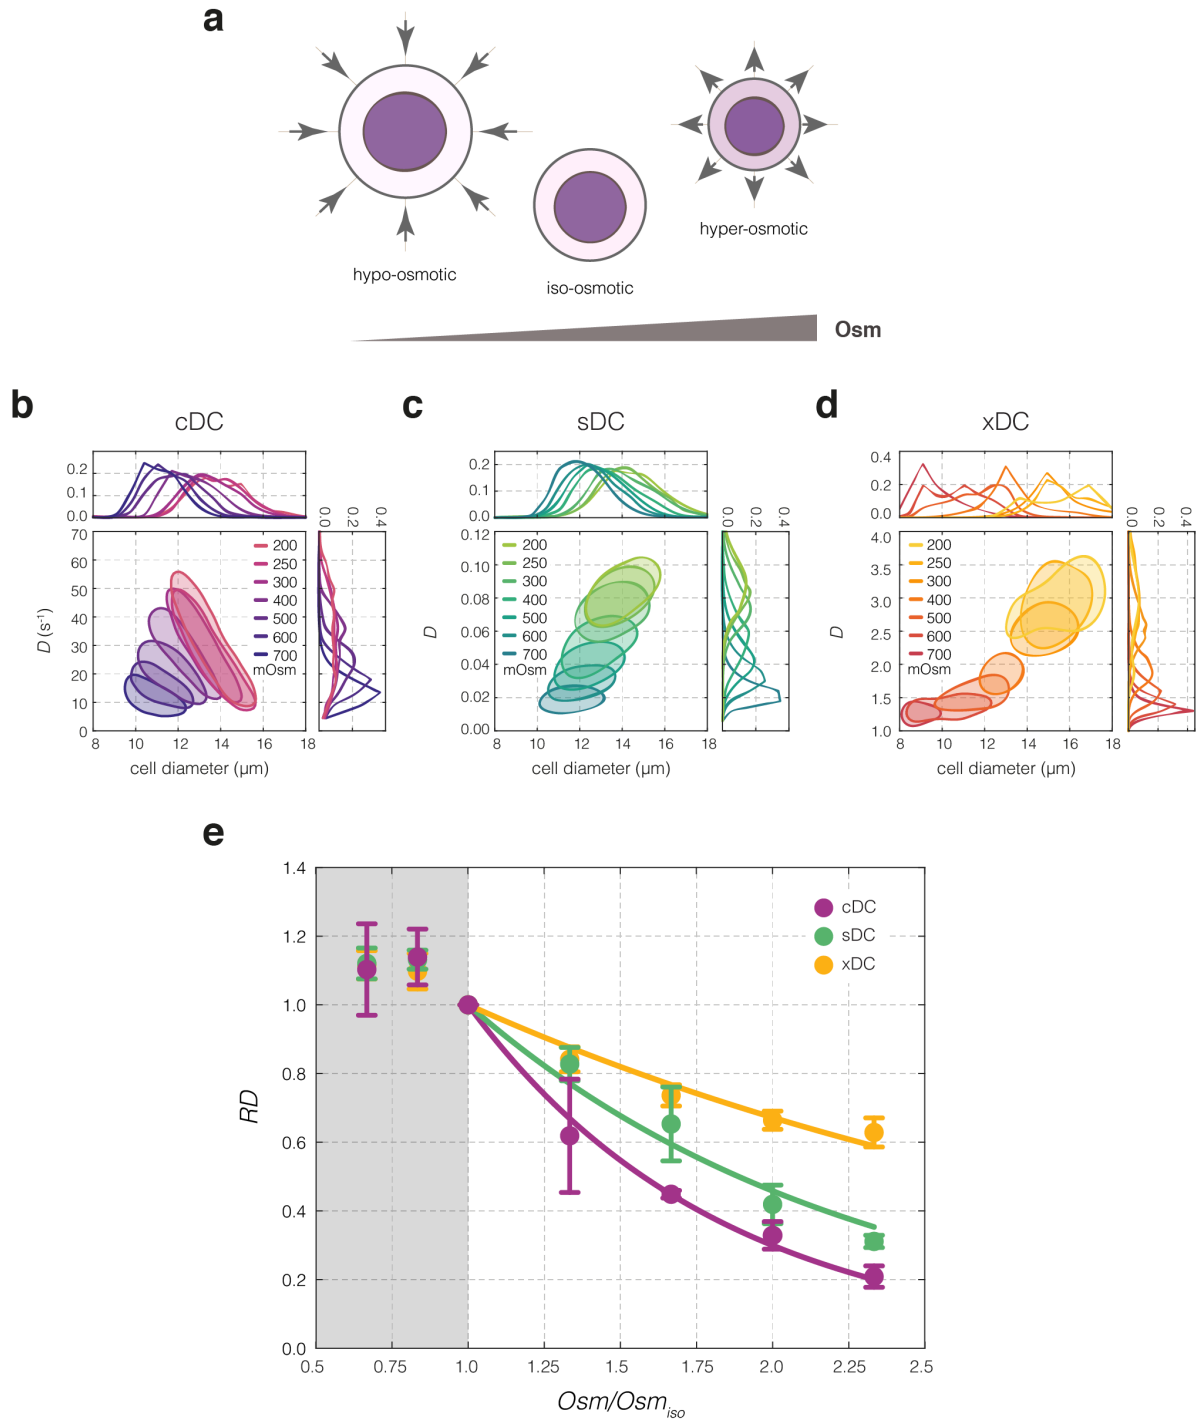 a
hypo-osmotic
iso-osmotic
hyper-osmotic
Osm
b
cDC
0.2
0.1
0.0
0.0
0.2
0.4
70
60
50
40
30
20
10
0
D (s⁻¹)
200
250
300
400
500
600
700
mOsm
8 10 12 14 16 18
cell diameter (µm)
c
sDC
0.2
0.1
0.0
0.0
0.2
0.4
0.12
0.10
0.08
0.06
0.04
0.02
0.00
D
200
250
300
400
500
600
700
mOsm
8 10 12 14 16 18
cell diameter (µm)
d
xDC
0.4
0.2
0.0
0.0
0.2
0.4
4.0
3.5
3.0
2.5
2.0
1.5
1.0
D
200
250
300
400
500
600
700
mOsm
8 10 12 14 16 18
cell diameter (µm)
e
1.4
1.2
1.0
0.8
0.6
0.4
0.2
0.0
RD
cDC
sDC
xDC
0.5 0.75 1.0 1.25 1.5 1.75 2.0 2.25 2.5
Osm/Osm iso